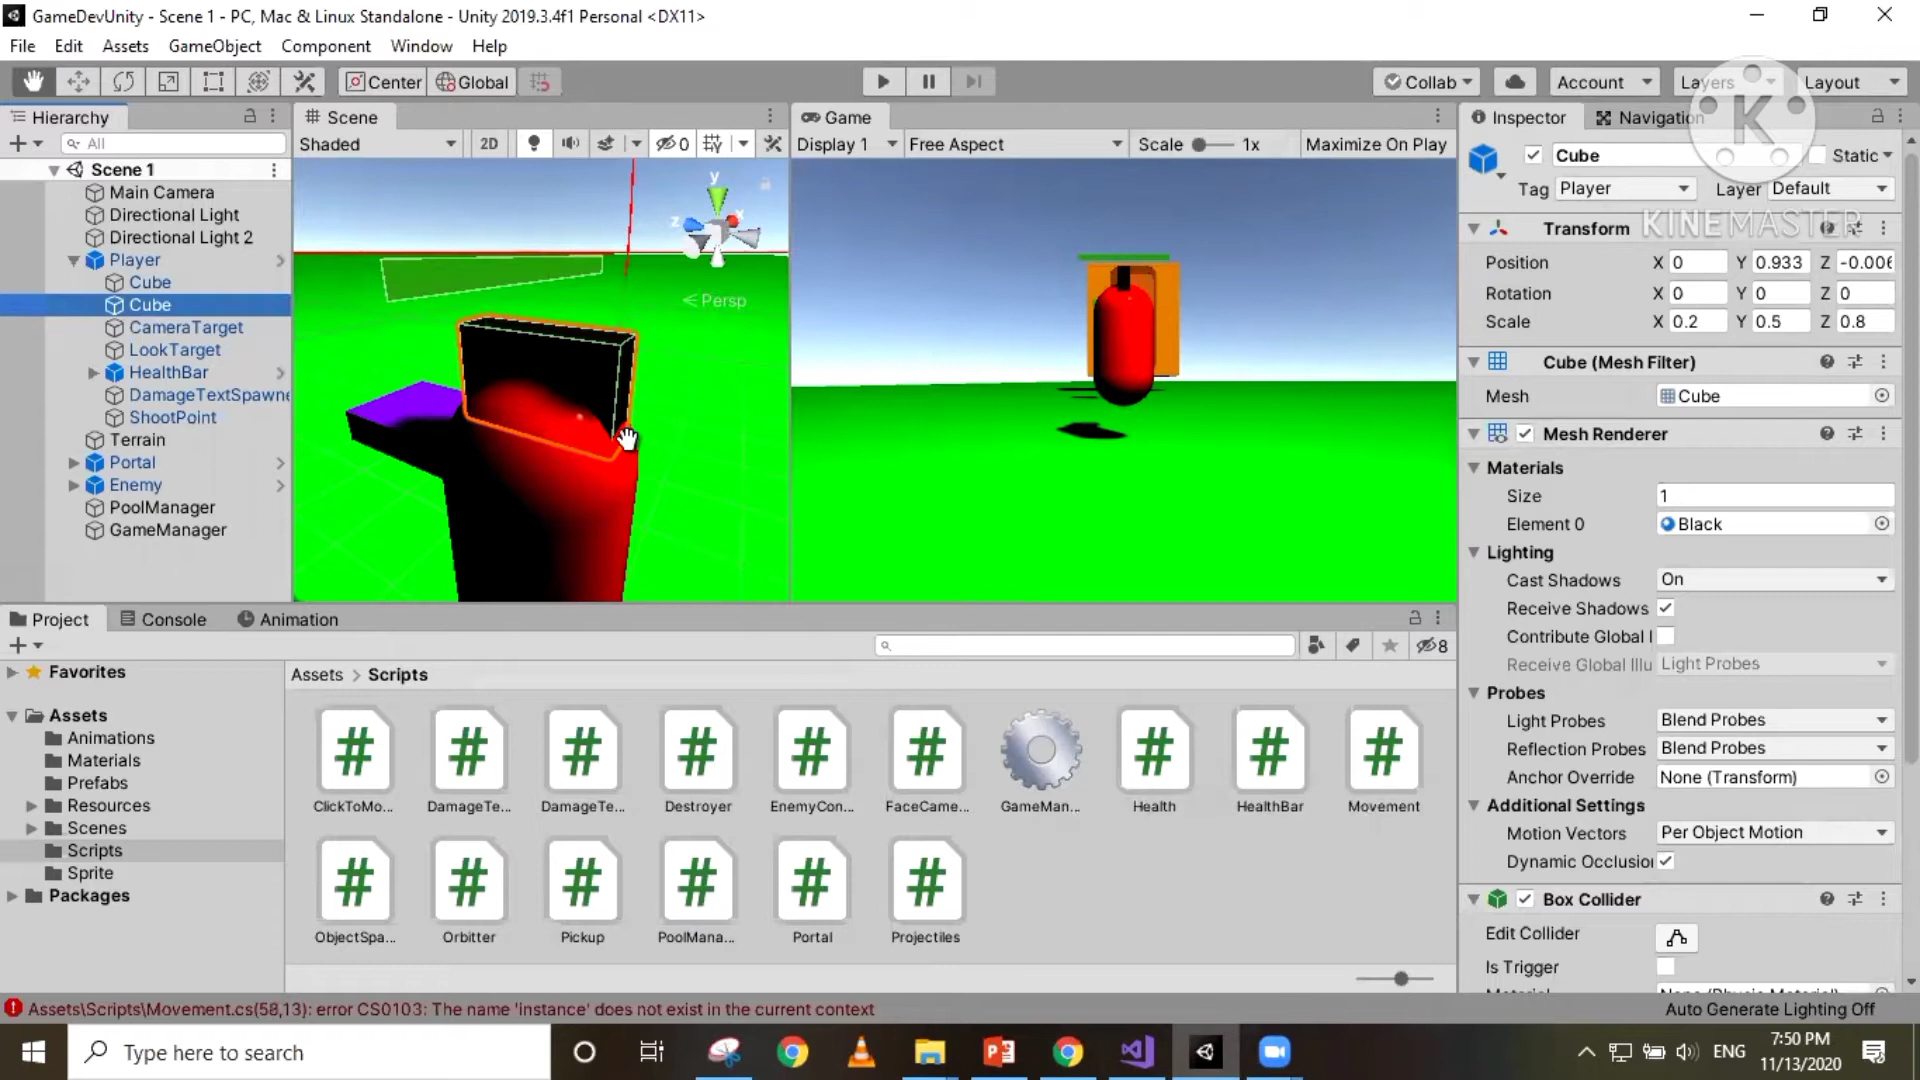 GameDevUnity - Scene 1 - PC, Mac & Linux Standalone - Unity 2019.3.4f1 Personal <DX11>
File Edit Assets GameObject Component Window Help
Center Global Collab Account Layers Layout
Hierarchy
All
Scene 1
Main Camera
Directional Light
Directional Light 2
Player
Cube
Cube
CameraTarget
LookTarget
HealthBar
DamageTextSpawne
ShootPoint
Terrain
Portal
Enemy
PoolManager
GameManager
Scene
Shaded 2D 0
y
z x
Persp
Game
Display 1 Free Aspect Scale 1x Maximize On Play
Inspector Navigation
K
KINEMASTER
Cube Static
Tag Player Layer Default
Transform
Position X 0 Y 0.933 Z -0.006
Rotation X 0 Y 0 Z 0
Scale X 0.2 Y 0.5 Z 0.8
Cube (Mesh Filter)
Mesh Cube
Mesh Renderer
Materials
Size 1
Element 0 Black
Lighting
Cast Shadows On
Receive Shadows
Contribute Global I
Receive Global Illu Light Probes
Probes
Light Probes Blend Probes
Reflection Probes Blend Probes
Anchor Override None (Transform)
Additional Settings
Motion Vectors Per Object Motion
Dynamic Occlusion
Box Collider
Edit Collider
Is Trigger
Project Console Animation
8
Favorites
Assets
Animations
Materials
Prefabs
Resources
Scenes
Scripts
Sprite
Packages
Assets > Scripts
ClickToMo... DamageTe... DamageTe... Destroyer EnemyCon... FaceCame... GameMan... Health HealthBar Movement
ObjectSpa... Orbitter Pickup PoolMana... Portal Projectiles
Assets\Scripts\Movement.cs(58,13): error CS0103: The name 'instance' does not exist in the current context
Auto Generate Lighting Off
Type here to search
ENG
7:50 PM
11/13/2020